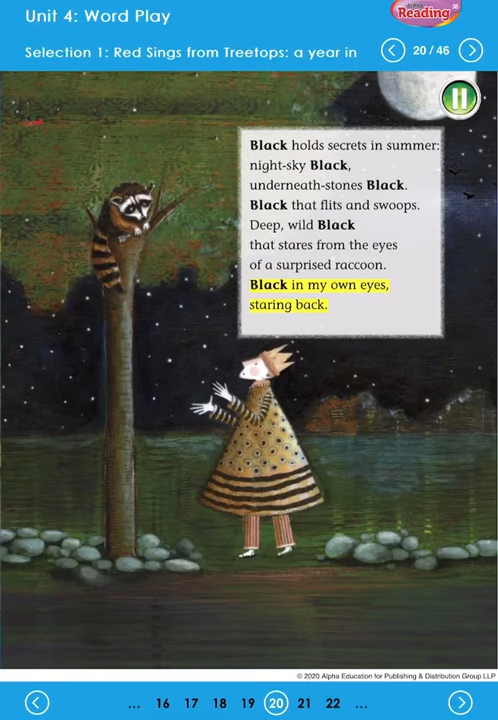 Unit 4: Word Play
ALPHA
Reading
Selection 1: Red Sings from Treetops: a year in
20 / 46
Black holds secrets in summer:
night-sky Black,
underneath-stones Black.
Black that flits and swoops.
Deep, wild Black
that stares from the eyes
of a surprised raccoon.
Black in my own eyes,
staring back.
© 2020 Alpha Education for Publishing & Distribution Group LLP
... 16 17 18 19 20 21 22 ...